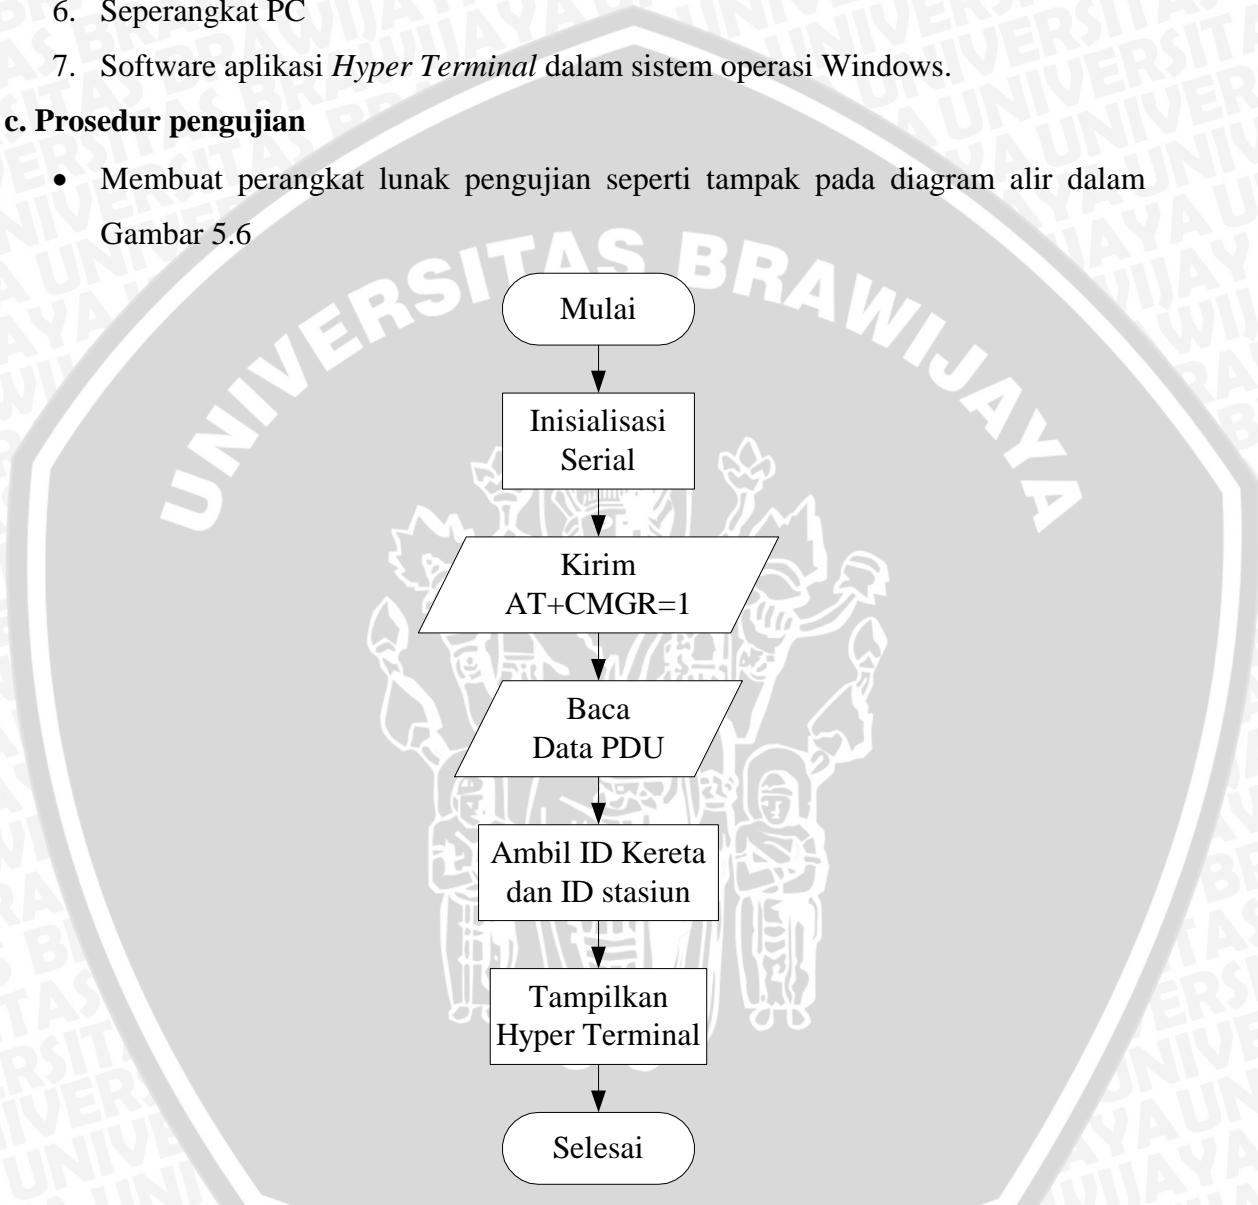 6. Seperangkat PC
7. Software aplikasi Hyper Terminal dalam sistem operasi Windows.
c. Prosedur pengujian
• Membuat perangkat lunak pengujian seperti tampak pada diagram alir dalam
Gambar 5.6
UNIVERSITAS BRAWIJAYA
Mulai
Inisialisasi
Serial
Kirim
AT+CMGR=1
Baca
Data PDU
Ambil ID Kereta
dan ID stasiun
Tampilkan
Hyper Terminal
Selesai